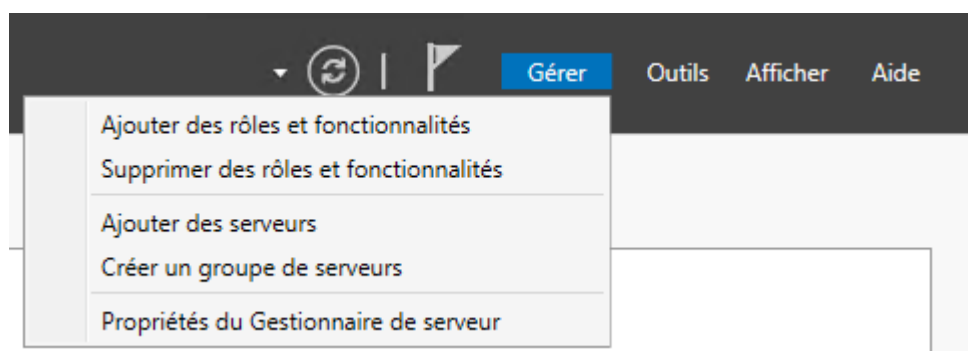 Gérer Outils Afficher Aide
Ajouter des rôles et fonctionnalités
Supprimer des rôles et fonctionnalités
Ajouter des serveurs
Créer un groupe de serveurs
Propriétés du Gestionnaire de serveur